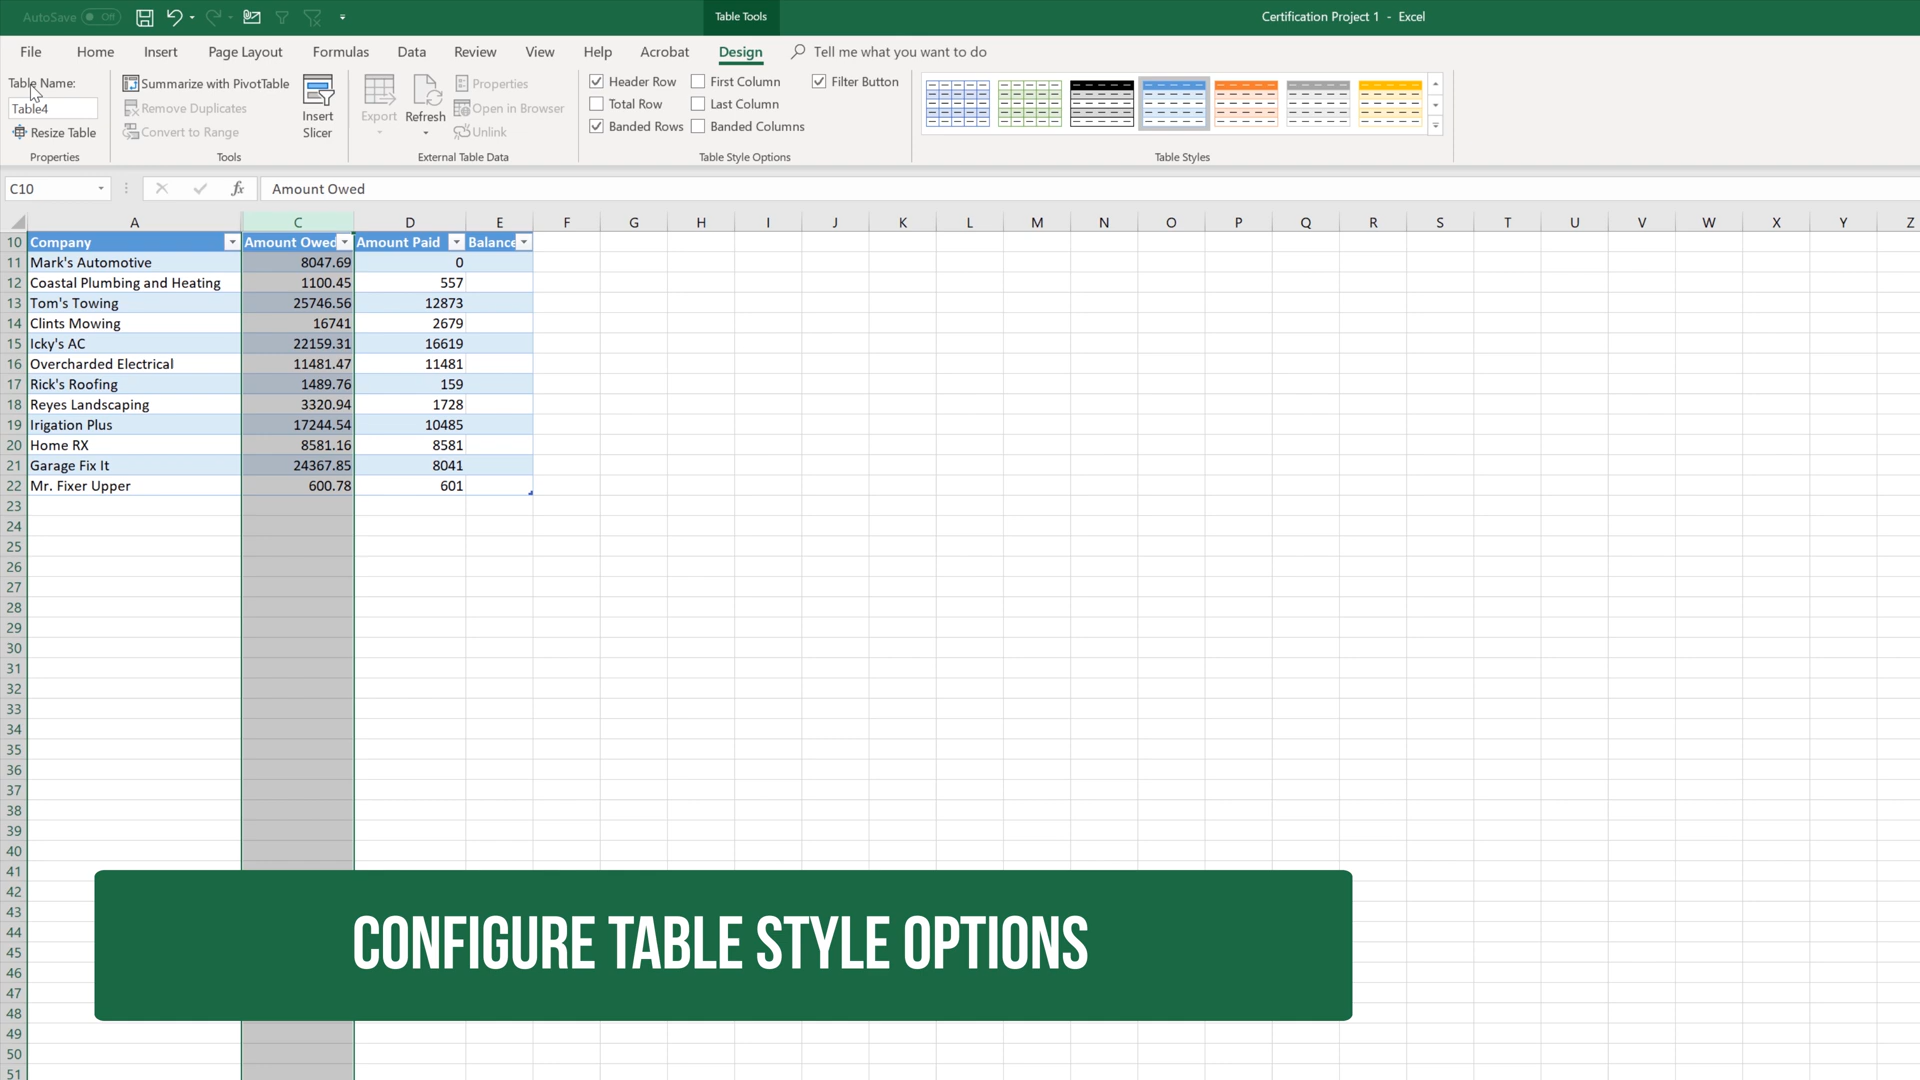 AutoSave Off
Table Tools
Certification Project 1 - Excel
File Home Insert Page Layout Formulas Data Review View Help Acrobat Design Tell me what you want to do
Table Name:
Table4
Resize Table
Properties
Summarize with PivotTable
Remove Duplicates
Convert to Range
Insert
Slicer
Tools
Export
Refresh
Properties
Open in Browser
Unlink
External Table Data
Header Row First Column Filter Button
Total Row Last Column
Banded Rows Banded Columns
Table Style Options
Table Styles
C10 fx Amount Owed
A C D E F G H I J K L M N O P Q R S T U V W X Y Z
10 Company Amount Owed Amount Paid Balance
11 Mark's Automotive 8047.69 0
12 Coastal Plumbing and Heating 1100.45 557
13 Tom's Towing 25746.56 12873
14 Clints Mowing 16741 2679
15 Icky's AC 22159.31 16619
16 Overcharded Electrical 11481.47 11481
17 Rick's Roofing 1489.76 159
18 Reyes Landscaping 3320.94 1728
19 Irigation Plus 17244.54 10485
20 Home RX 8581.16 8581
21 Garage Fix It 24367.85 8041
22 Mr. Fixer Upper 600.78 601
23
24
25
26
27
28
29
30
31
32
33
34
35
36
37
38
39
40
41
42
43
44
45
46
47
48
49
50
51
CONFIGURE TABLE STYLE OPTIONS